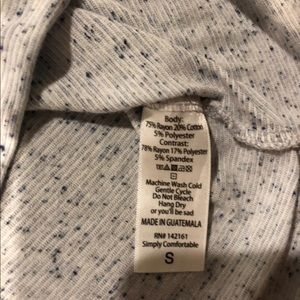 Body:
75% Rayon 20% Cotton
5% Polyester
Contrast:
78% Rayon 17% Polyester
5% Spandex
Machine Wash Cold
Gentle Cycle
Do Not Bleach
Hang Dry
or you'll be sad
MADE IN GUATEMALA
RN# 142161
Simply Comfortable
S